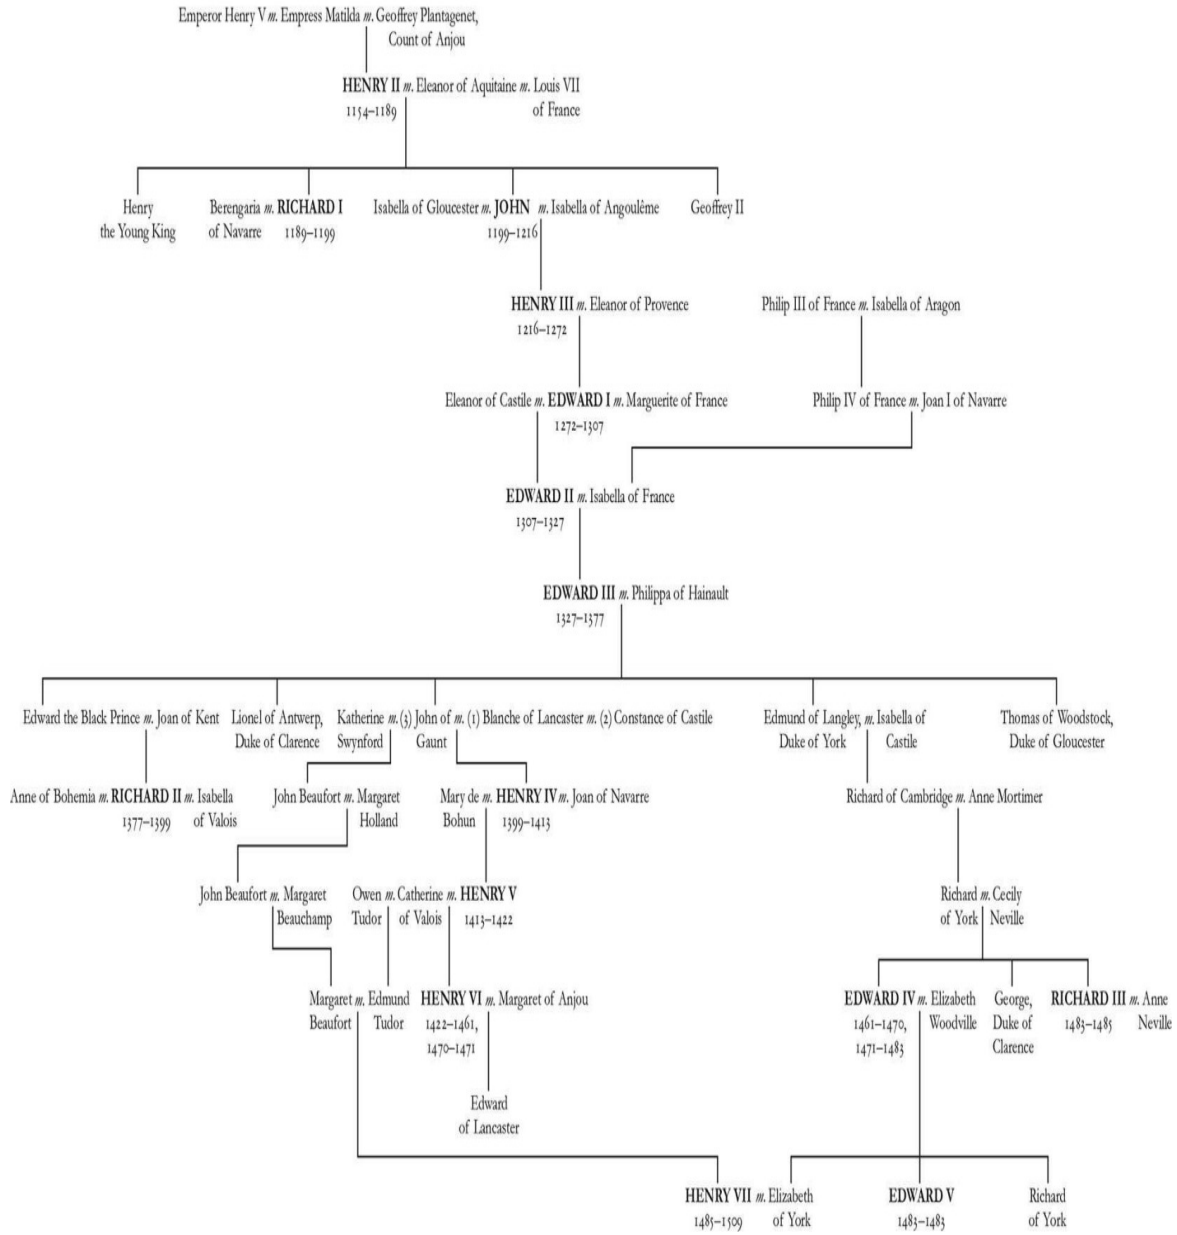 Emperor Henry V m. Empress Matilda m. Geoffrey Plantagenet,
Count of Anjou
HENRY II m. Eleanor of Aquitaine m. Louis VII
1154–1189 of France
Henry Berengaria m. RICHARD I Isabella of Gloucester m. JOHN m. Isabella of Angoulême Geoffrey II
the Young King of Navarre 1189–1199 1199–1216
HENRY III m. Eleanor of Provence Philip III of France m. Isabella of Aragon
1216–1272
Eleanor of Castile m. EDWARD I m. Marguerite of France Philip IV of France m. Joan I of Navarre
1272–1307
EDWARD II m. Isabella of France
1307–1327
EDWARD III m. Philippa of Hainault
1327–1377
Edward the Black Prince m. Joan of Kent Lionel of Antwerp, Katherine m. (3) John of m. (1) Blanche of Lancaster m. (2) Constance of Castile Edmund of Langley, m. Isabella of Thomas of Woodstock,
Duke of Clarence Swynford Gaunt Duke of York Castile Duke of Gloucester
Anne of Bohemia m. RICHARD II m. Isabella John Beaufort m. Margaret Mary de m. HENRY IV m. Joan of Navarre Richard of Cambridge m. Anne Mortimer
1377–1399 of Valois Holland Bohun 1399–1413
John Beaufort m. Margaret Owen m. Catherine m. HENRY V Richard m. Cecily
Beauchamp Tudor of Valois 1413–1422 of York Neville
Margaret m. Edmund HENRY VI m. Margaret of Anjou EDWARD IV m. Elizabeth George, RICHARD III m. Anne
Beaufort Tudor 1422–1461, 1461–1470, Woodville Duke of 1483–1485 Neville
1470–1471 1471–1483 Clarence
Edward
of Lancaster
HENRY VII m. Elizabeth EDWARD V Richard
1485–1509 of York 1483–1483 of York